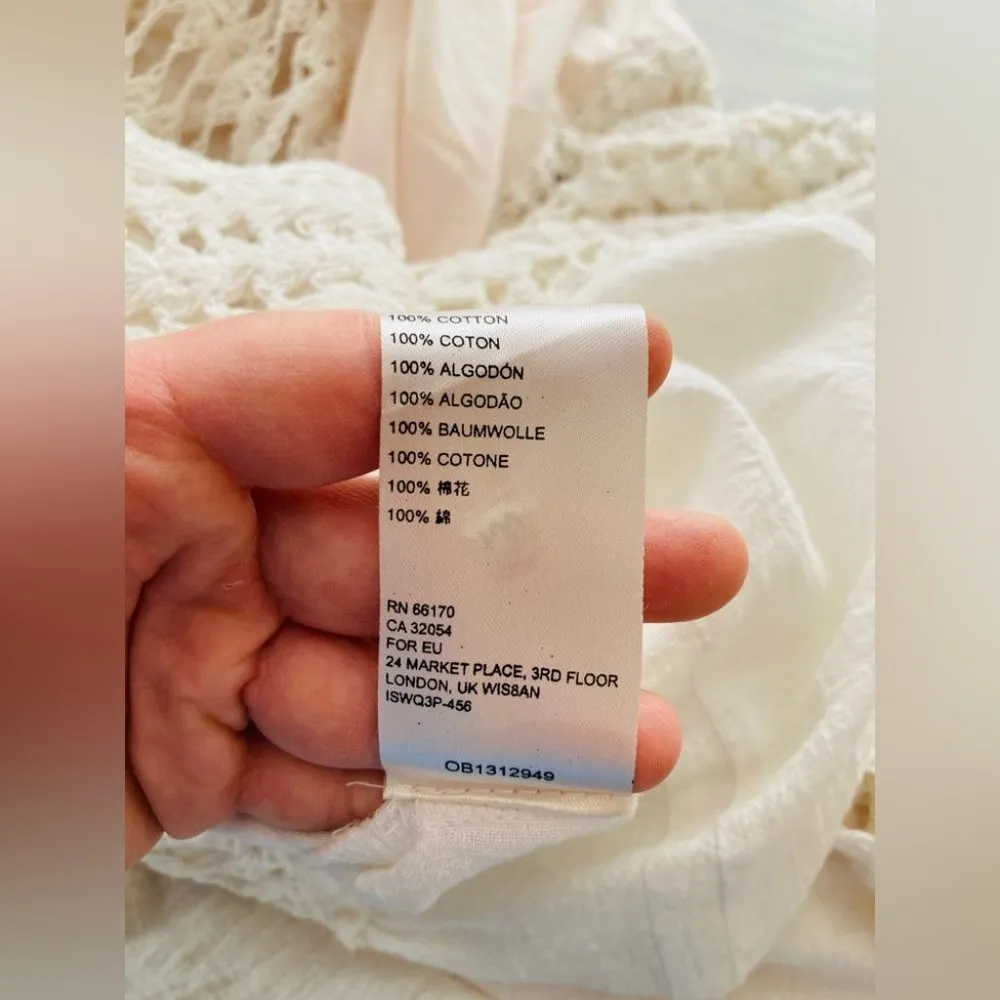 100% COTTON
100% COTON
100% ALGODÓN
100% ALGODÃO
100% BAUMWOLLE
100% COTONE
100% 棉花
100% 綿
RN 66170
CA 32054
FOR EU
24 MARKET PLACE, 3RD FLOOR
LONDON, UK WIS8AN
ISWQ3P-456
OB1312949